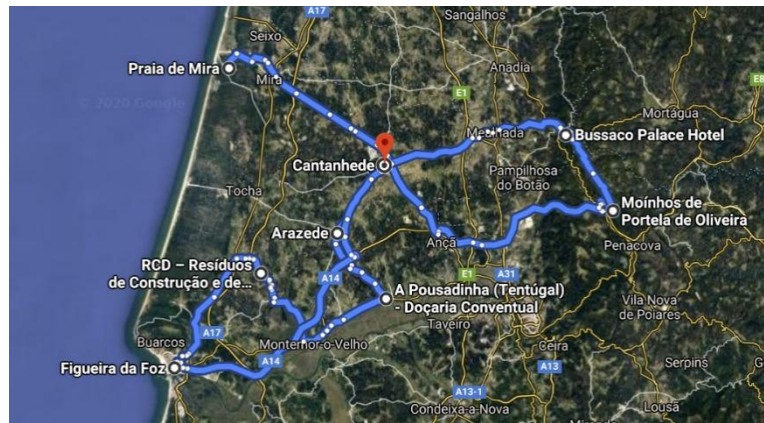 A17
Sangalhos
Seixo
Praia de Mira
Mira
Anadia
E1
E8
© 2020 Google
Mortágua
Mealhada
Bussaco Palace Hotel
Cantanhede
Pampilhosa
do Botão
Tocha
Moínhos de
Portela de Oliveira
Arazede
Ançã
Penacova
RCD – Resíduos
de Construção e de...
A14
E1
A31
A Pousadinha (Tentúgal)
- Doçaria Conventual
Vila Nova
de Poiares
Taveiro
A17
Buarcos
Montemor-o-Velho
Ceira
Figueira da Foz
A14
A13
Serpins
A13-1
Lousã
Condeixa-a-Nova